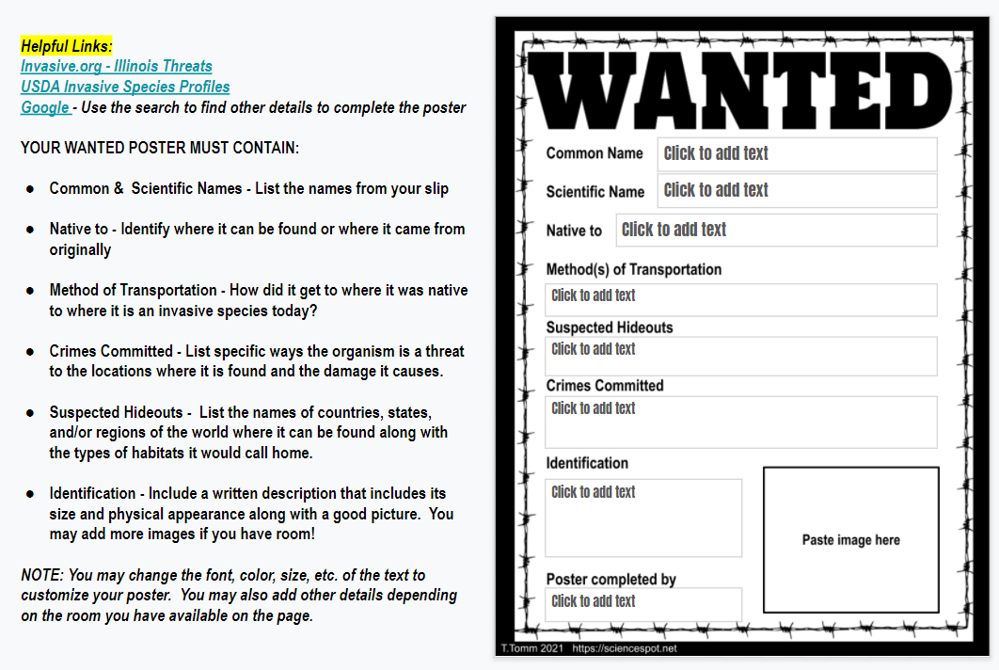 Helpful Links:
Invasive.org - Illinois Threats
USDA Invasive Species Profiles
Google - Use the search to find other details to complete the poster
YOUR WANTED POSTER MUST CONTAIN:
● Common & Scientific Names - List the names from your slip
● Native to - Identify where it can be found or where it came from
originally
● Method of Transportation - How did it get to where it was native
to where it is an invasive species today?
● Crimes Committed - List specific ways the organism is a threat
to the locations where it is found and the damage it causes.
● Suspected Hideouts - List the names of countries, states,
and/or regions of the world where it can be found along with
the types of habitats it would call home.
● Identification - Include a written description that includes its
size and physical appearance along with a good picture. You
may add more images if you have room!
NOTE: You may change the font, color, size, etc. of the text to
customize your poster. You may also add other details depending
on the room you have available on the page.
WANTED
Common Name Click to add text
Scientific Name Click to add text
Native to Click to add text
Method(s) of Transportation
Click to add text
Suspected Hideouts
Click to add text
Crimes Committed
Click to add text
Identification
Click to add text
Paste image here
Poster completed by
Click to add text
T.Tomm 2021 https://sciencespot.net